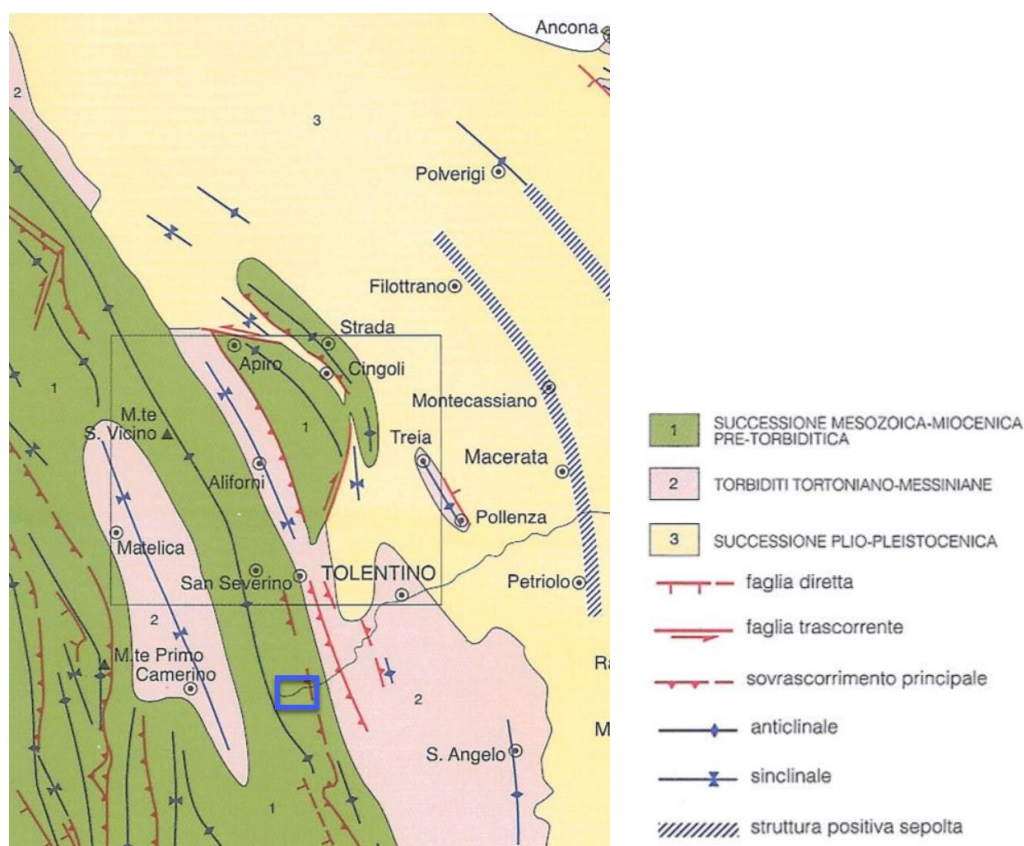 Ancona
2
3
Polverigi
Filottrano
Strada
Apiro
Cingoli
1
M.te
S. Vicino
1
Montecassiano
Treia
Macerata
Aliforni
Matelica
Pollenza
San Severino
TOLENTINO
Petriolo
2
M.te Primo
Camerino
2
S. Angelo
1
1 SUCCESSIONE MESOZOICA-MIOCENICA
PRE-TORBIDITICA
2 TORBIDITI TORTONIANO-MESSINIANE
3 SUCCESSIONE PLIO-PLEISTOCENICA
faglia diretta
faglia trascorrente
sovrascorrimento principale
anticlinale
sinclinale
struttura positiva sepolta